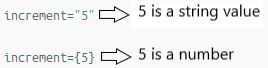 increment="5" 5 is a string value
increment={5} 5 is a number